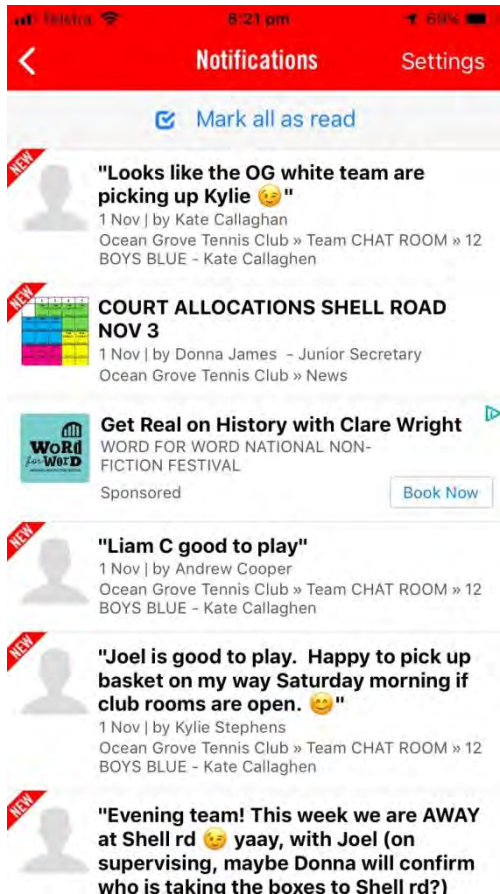 Telstra 8:21 pm 69%
Notifications Settings
Mark all as read
NEW
"Looks like the OG white team are
picking up Kylie 😉"
1 Nov | by Kate Callaghan
Ocean Grove Tennis Club » Team CHAT ROOM » 12
BOYS BLUE - Kate Callaghen
NEW
COURT ALLOCATIONS SHELL ROAD
NOV 3
1 Nov | by Donna James - Junior Secretary
Ocean Grove Tennis Club » News
WORD
for WORD
Get Real on History with Clare Wright
WORD FOR WORD NATIONAL NON-
FICTION FESTIVAL
Sponsored
Book Now
NEW
"Liam C good to play"
1 Nov | by Andrew Cooper
Ocean Grove Tennis Club » Team CHAT ROOM » 12
BOYS BLUE - Kate Callaghen
NEW
"Joel is good to play. Happy to pick up
basket on my way Saturday morning if
club rooms are open. 😊"
1 Nov | by Kylie Stephens
Ocean Grove Tennis Club » Team CHAT ROOM » 12
BOYS BLUE - Kate Callaghen
NEW
"Evening team! This week we are AWAY
at Shell rd 😉 yaay, with Joel (on
supervising, maybe Donna will confirm
who is taking the boxes to Shell rd?)